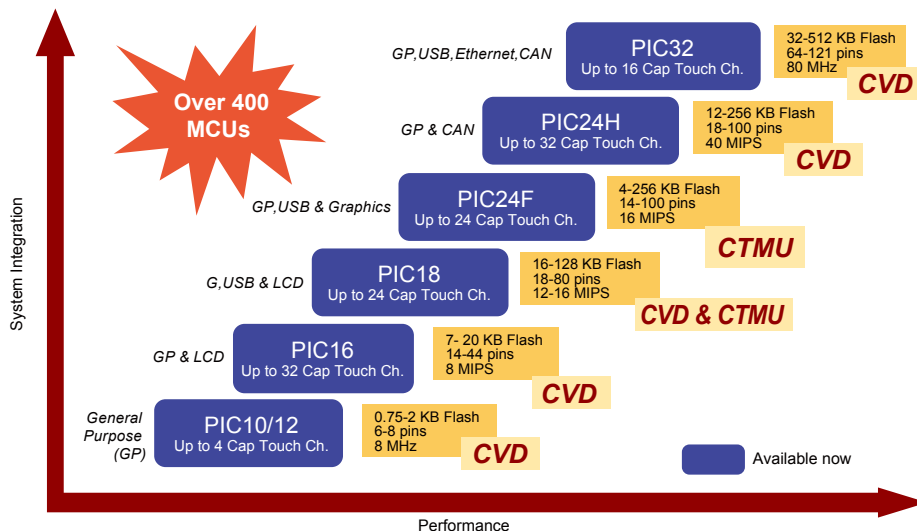 GP,USB,Ethernet,CAN
PIC32
Up to 16 Cap Touch Ch.
32-512 KB Flash
64-121 pins
80 MHz
CVD
Over 400
MCUs
GP & CAN
PIC24H
Up to 32 Cap Touch Ch.
12-256 KB Flash
18-100 pins
40 MIPS
CVD
GP,USB & Graphics
PIC24F
Up to 24 Cap Touch Ch.
4-256 KB Flash
14-100 pins
16 MIPS
CTMU
G,USB & LCD
PIC18
Up to 24 Cap Touch Ch.
16-128 KB Flash
18-80 pins
12-16 MIPS
CVD & CTMU
GP & LCD
PIC16
Up to 32 Cap Touch Ch.
7- 20 KB Flash
14-44 pins
8 MIPS
CVD
General
Purpose
(GP)
PIC10/12
Up to 4 Cap Touch Ch.
0.75-2 KB Flash
6-8 pins
8 MHz
CVD
Available now
System Integration
Performance